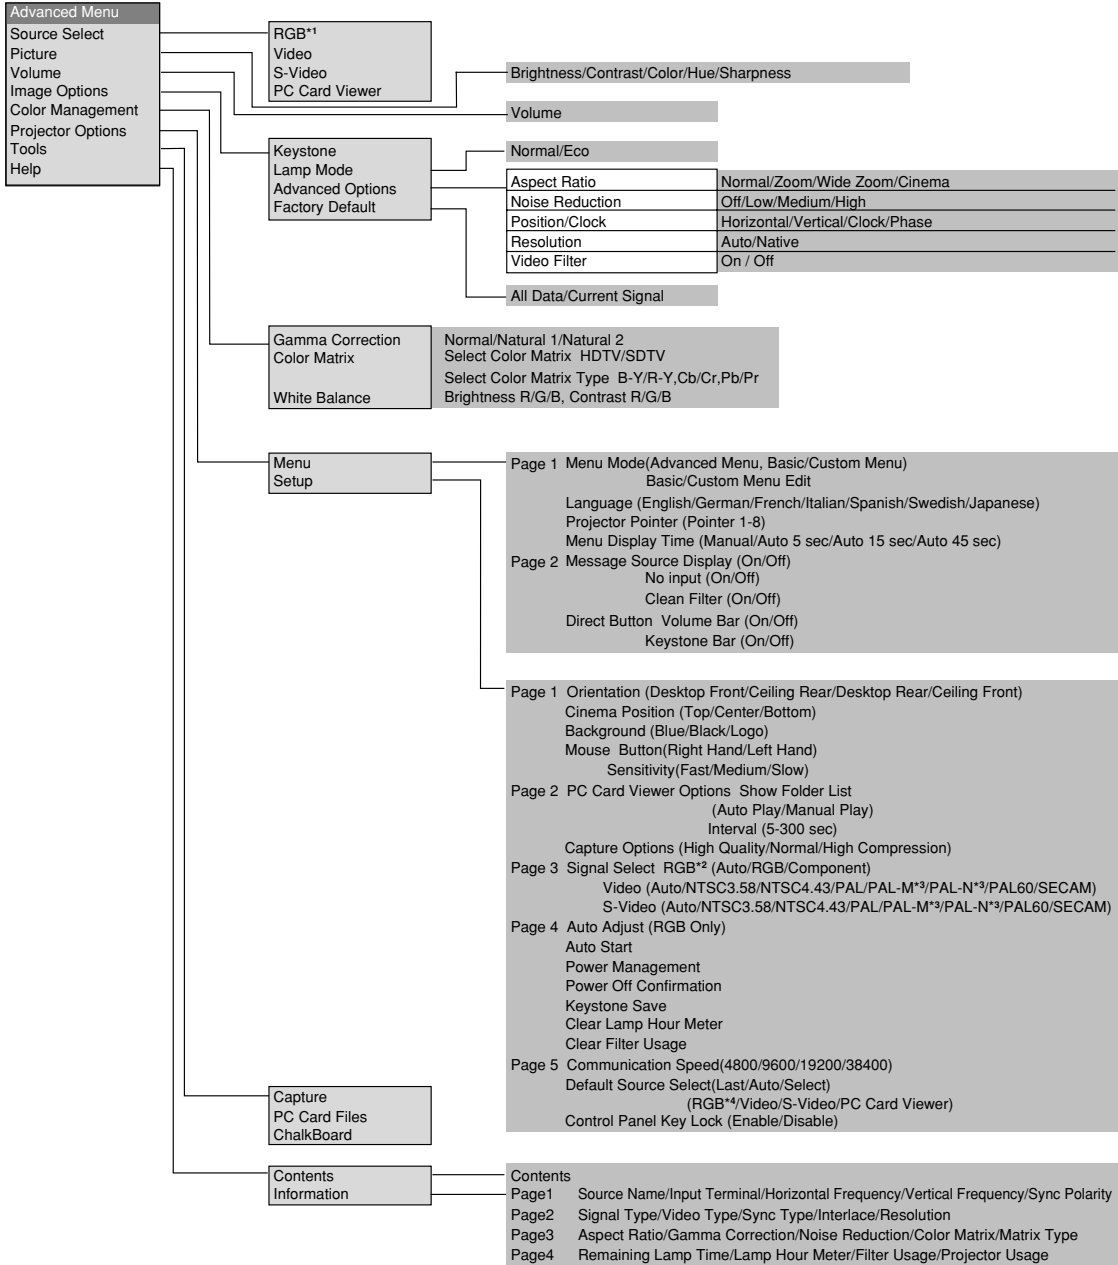 Advanced Menu
Source Select
Picture
Volume
Image Options
Color Management
Projector Options
Tools
Help
RGB*1
Video
S-Video
PC Card Viewer
Brightness/Contrast/Color/Hue/Sharpness
Volume
Keystone
Lamp Mode
Advanced Options
Factory Default
Normal/Eco
Aspect Ratio Normal/Zoom/Wide Zoom/Cinema
Noise Reduction Off/Low/Medium/High
Position/Clock Horizontal/Vertical/Clock/Phase
Resolution Auto/Native
Video Filter On / Off
All Data/Current Signal
Gamma Correction Normal/Natural 1/Natural 2
Color Matrix Select Color Matrix HDTV/SDTV
Select Color Matrix Type B-Y/R-Y,Cb/Cr,Pb/Pr
White Balance Brightness R/G/B, Contrast R/G/B
Menu
Setup
Page 1 Menu Mode(Advanced Menu, Basic/Custom Menu)
Basic/Custom Menu Edit
Language (English/German/French/Italian/Spanish/Swedish/Japanese)
Projector Pointer (Pointer 1-8)
Menu Display Time (Manual/Auto 5 sec/Auto 15 sec/Auto 45 sec)
Page 2 Message Source Display (On/Off)
No input (On/Off)
Clean Filter (On/Off)
Direct Button Volume Bar (On/Off)
Keystone Bar (On/Off)
Page 1 Orientation (Desktop Front/Ceiling Rear/Desktop Rear/Ceiling Front)
Cinema Position (Top/Center/Bottom)
Background (Blue/Black/Logo)
Mouse Button(Right Hand/Left Hand)
Sensitivity(Fast/Medium/Slow)
Page 2 PC Card Viewer Options Show Folder List
(Auto Play/Manual Play)
Interval (5-300 sec)
Capture Options (High Quality/Normal/High Compression)
Page 3 Signal Select RGB*2 (Auto/RGB/Component)
Video (Auto/NTSC3.58/NTSC4.43/PAL/PAL-M*3/PAL-N*3/PAL60/SECAM)
S-Video (Auto/NTSC3.58/NTSC4.43/PAL/PAL-M*3/PAL-N*3/PAL60/SECAM)
Page 4 Auto Adjust (RGB Only)
Auto Start
Power Management
Power Off Confirmation
Keystone Save
Clear Lamp Hour Meter
Clear Filter Usage
Page 5 Communication Speed(4800/9600/19200/38400)
Default Source Select(Last/Auto/Select)
(RGB*4/Video/S-Video/PC Card Viewer)
Control Panel Key Lock (Enable/Disable)
Capture
PC Card Files
ChalkBoard
Contents
Information
Contents
Page1 Source Name/Input Terminal/Horizontal Frequency/Vertical Frequency/Sync Polarity
Page2 Signal Type/Video Type/Sync Type/Interlace/Resolution
Page3 Aspect Ratio/Gamma Correction/Noise Reduction/Color Matrix/Matrix Type
Page4 Remaining Lamp Time/Lamp Hour Meter/Filter Usage/Projector Usage